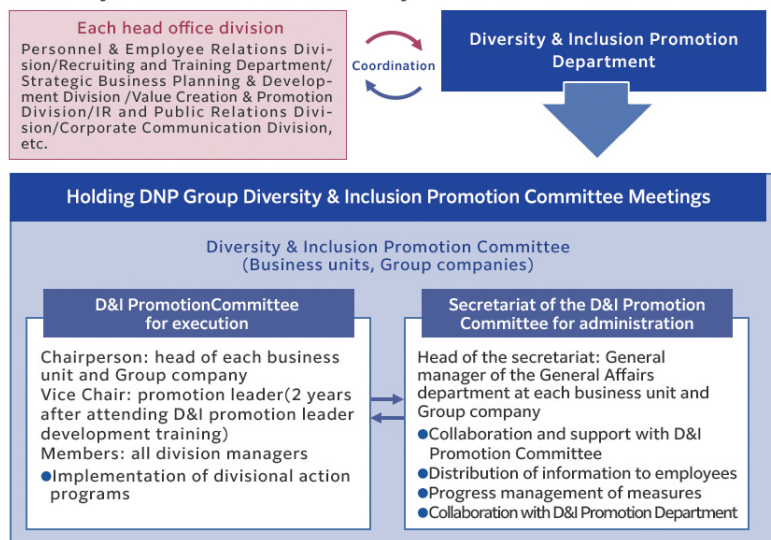 Each head office division
Personnel & Employee Relations Divi-
sion/Recruiting and Training Department/
Strategic Business Planning & Develop-
ment Division /Value Creation & Promotion
Division/IR and Public Relations Divi-
sion/Corporate Communication Division,
etc.
Coordination
Diversity & Inclusion Promotion
Department
Holding DNP Group Diversity & Inclusion Promotion Committee Meetings
Diversity & Inclusion Promotion Committee
(Business units, Group companies)
D&I PromotionCommittee
for execution
Chairperson: head of each business
unit and Group company
Vice Chair: promotion leader(2 years
after attending D&I promotion leader
development training)
Members: all division managers
●Implementation of divisional action
programs
Secretariat of the D&I Promotion
Committee for administration
Head of the secretariat: General
manager of the General Affairs
department at each business unit and
Group company
●Collaboration and support with D&I
Promotion Committee
●Distribution of information to employees
●Progress management of measures
●Collaboration with D&I Promotion Department